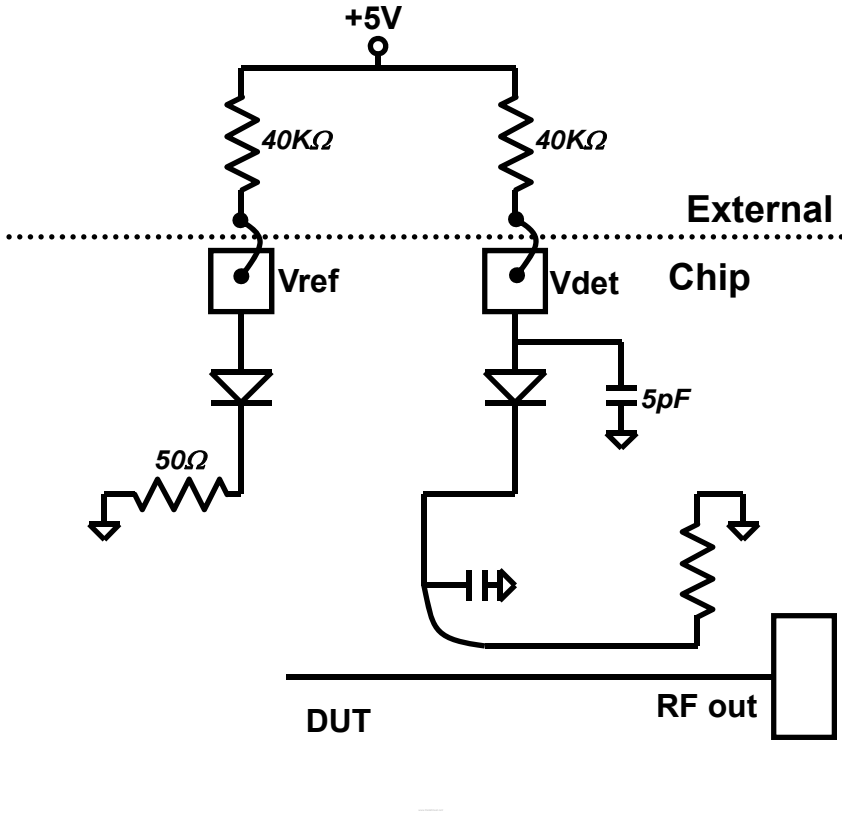 +5V
40KΩ
40KΩ
External
Vref
Vdet
Chip
5pF
50Ω
RF out
DUT